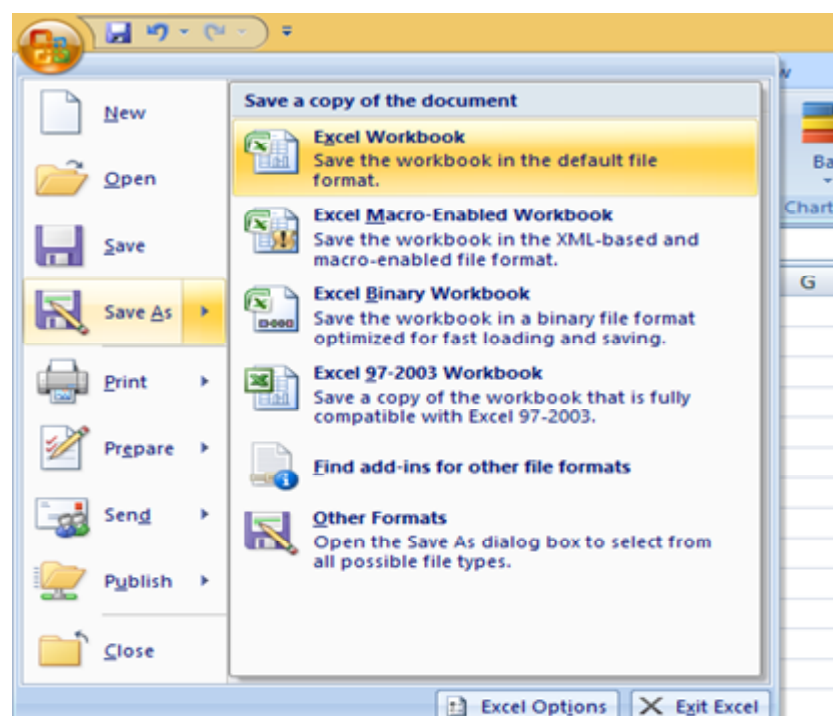 New
Open
Save
Save As
Print
Prepare
Send
Publish
Close
Save a copy of the document
Excel Workbook
Save the workbook in the default file
format.
Excel Macro-Enabled Workbook
Save the workbook in the XML-based and
macro-enabled file format.
Excel Binary Workbook
Save the workbook in a binary file format
optimized for fast loading and saving.
Excel 97-2003 Workbook
Save a copy of the workbook that is fully
compatible with Excel 97-2003.
Find add-ins for other file formats
Other Formats
Open the Save As dialog box to select from
all possible file types.
Excel Options
Exit Excel
Ba
Chart
G